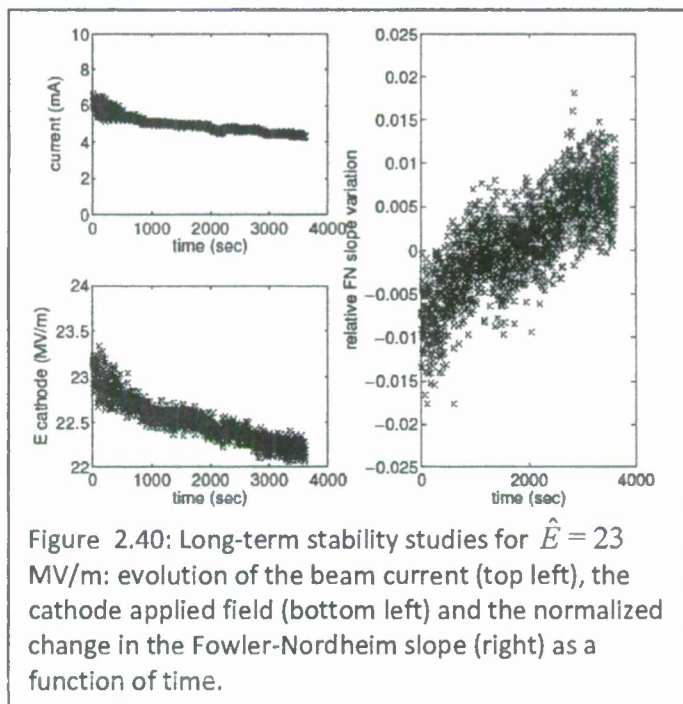 10
8
6
4
2
0
current (mA)
0 1000 2000 3000 4000
time (sec)
24
23.5
23
22.5
22
E cathode (MV/m)
0 1000 2000 3000 4000
time (sec)
0.025
0.02
0.015
0.01
0.005
0
−0.005
−0.01
−0.015
−0.02
−0.025
relative FN slope variation
0 2000 4000
time (sec)
Figure 2.40: Long-term stability studies for Ê = 23
MV/m: evolution of the beam current (top left), the
cathode applied field (bottom left) and the normalized
change in the Fowler-Nordheim slope (right) as a
function of time.